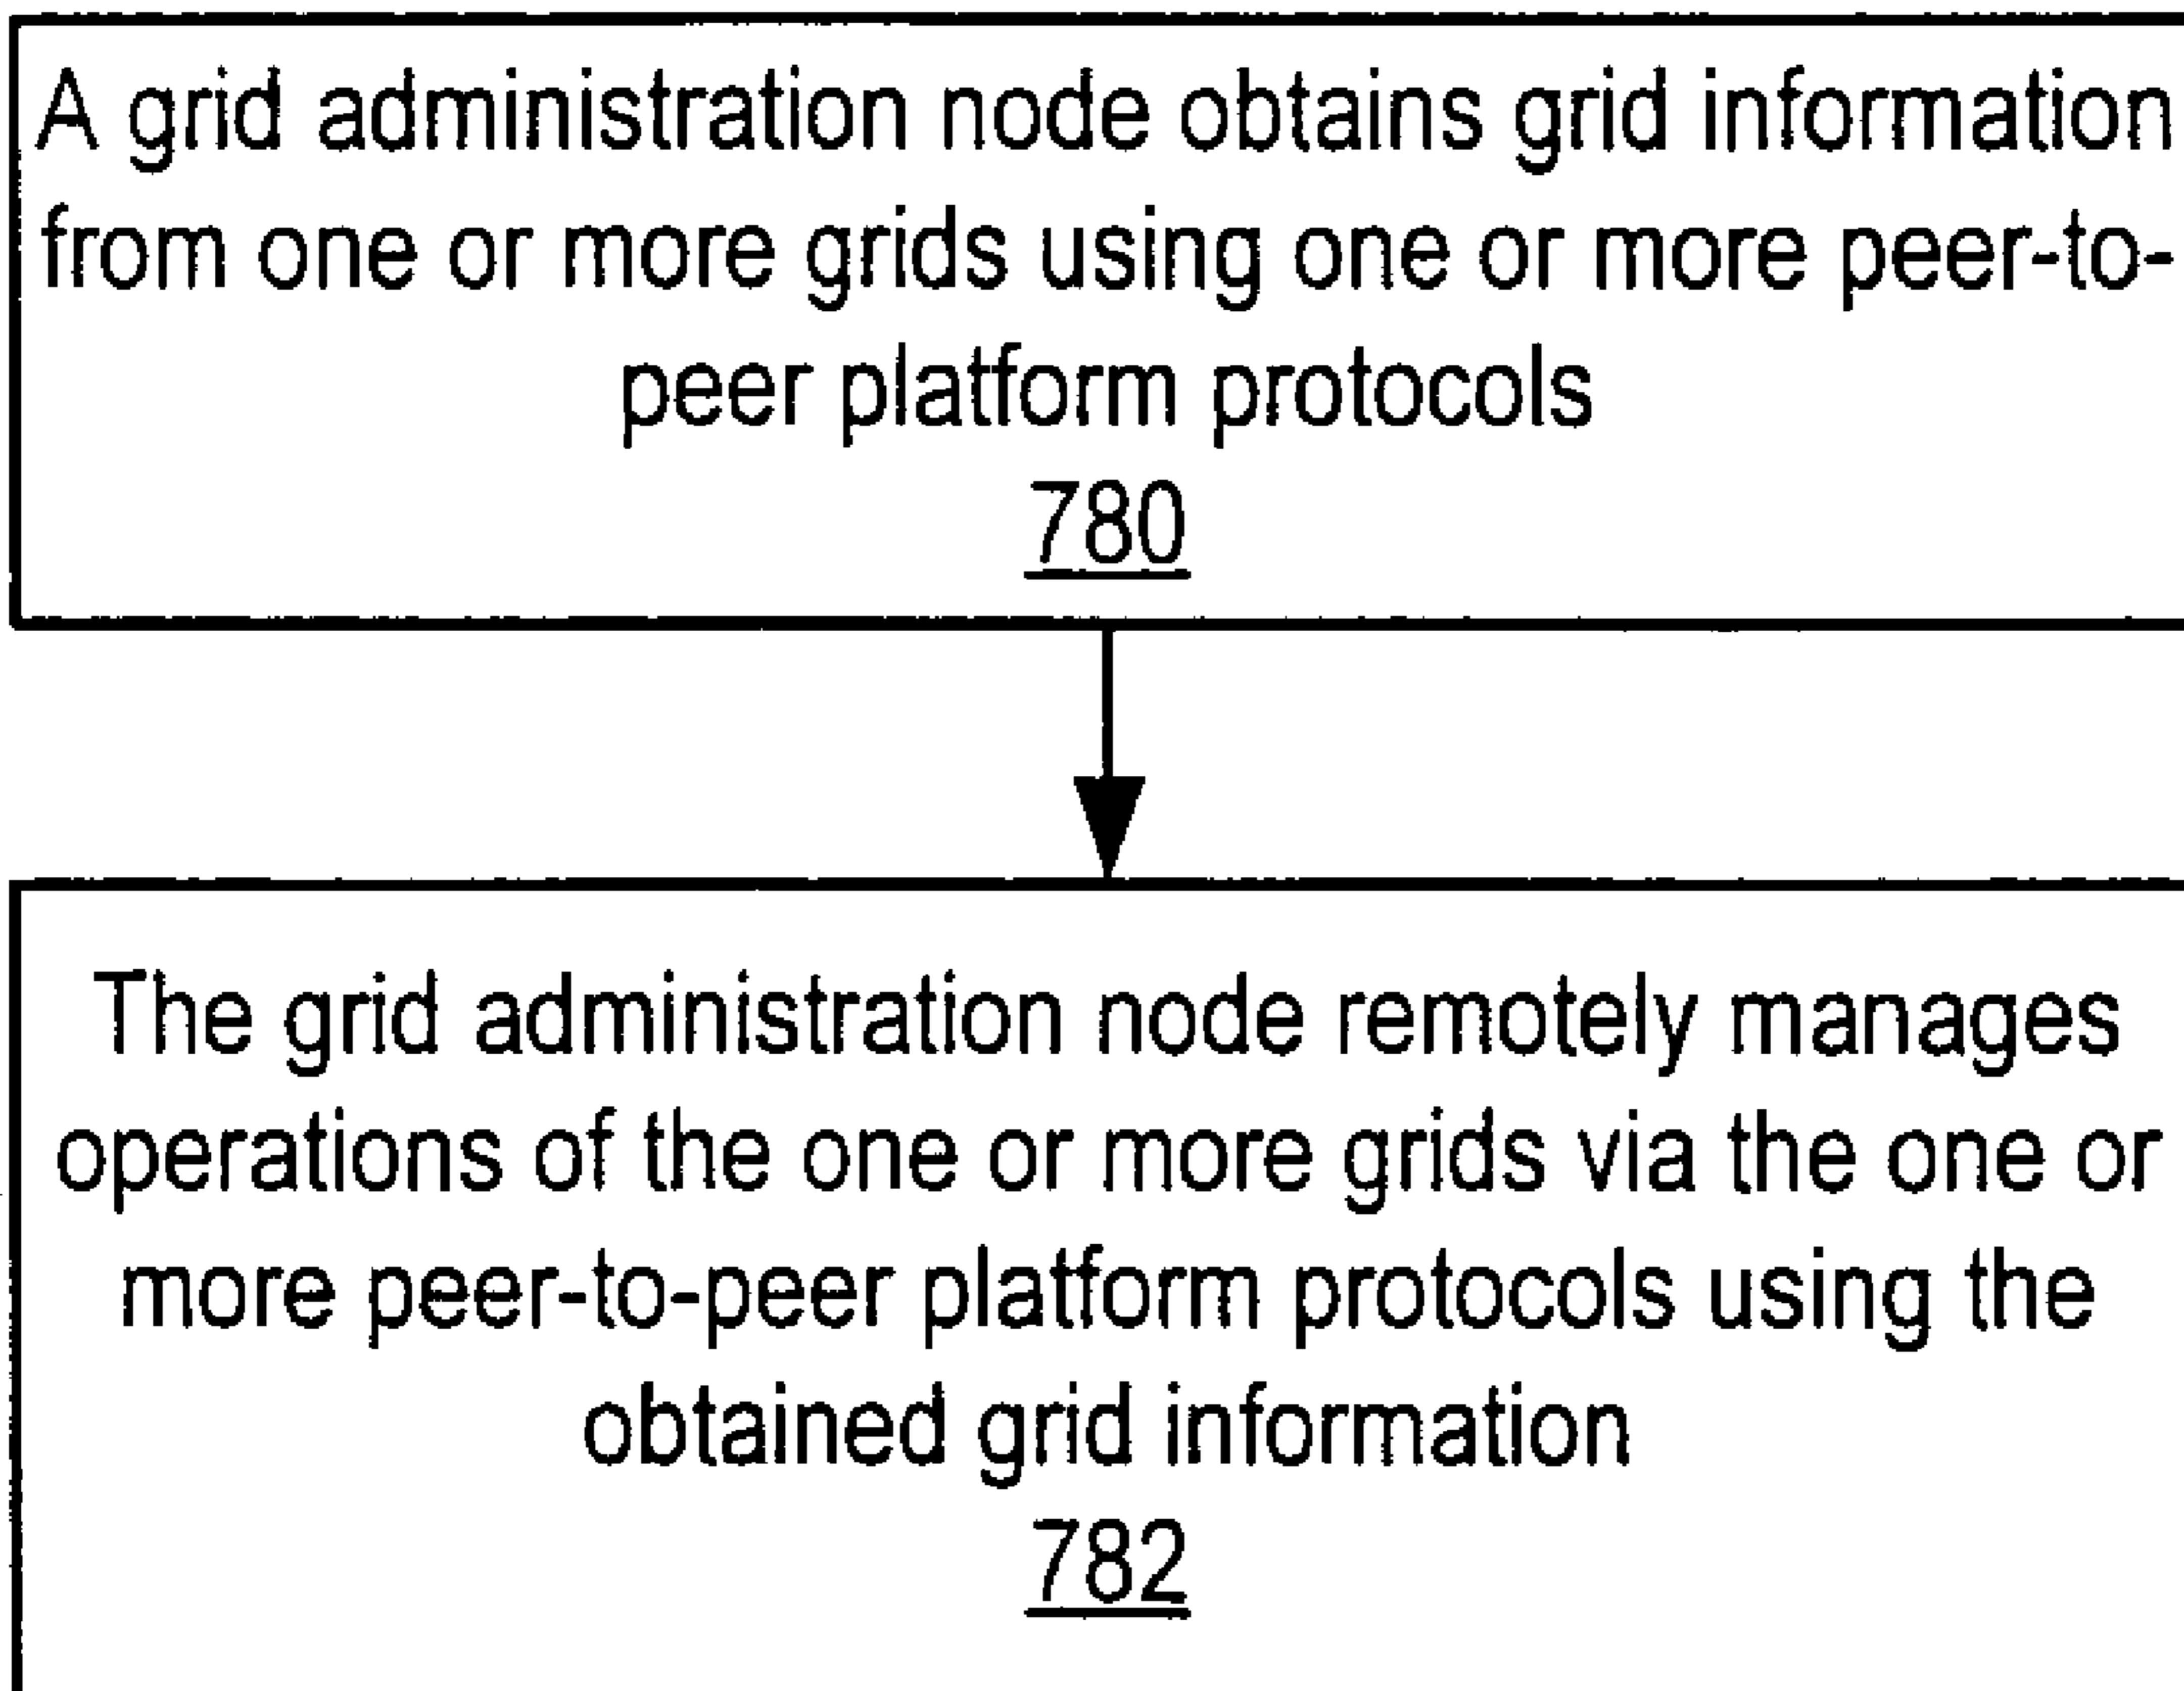 A grid administration node obtains grid information
from one or more grids using one or more peer-to-
peer platform protocols
780
The grid administration node remotely manages
operations of the one or more grids via the one or
more peer-to-peer platform protocols using the
obtained grid information
782